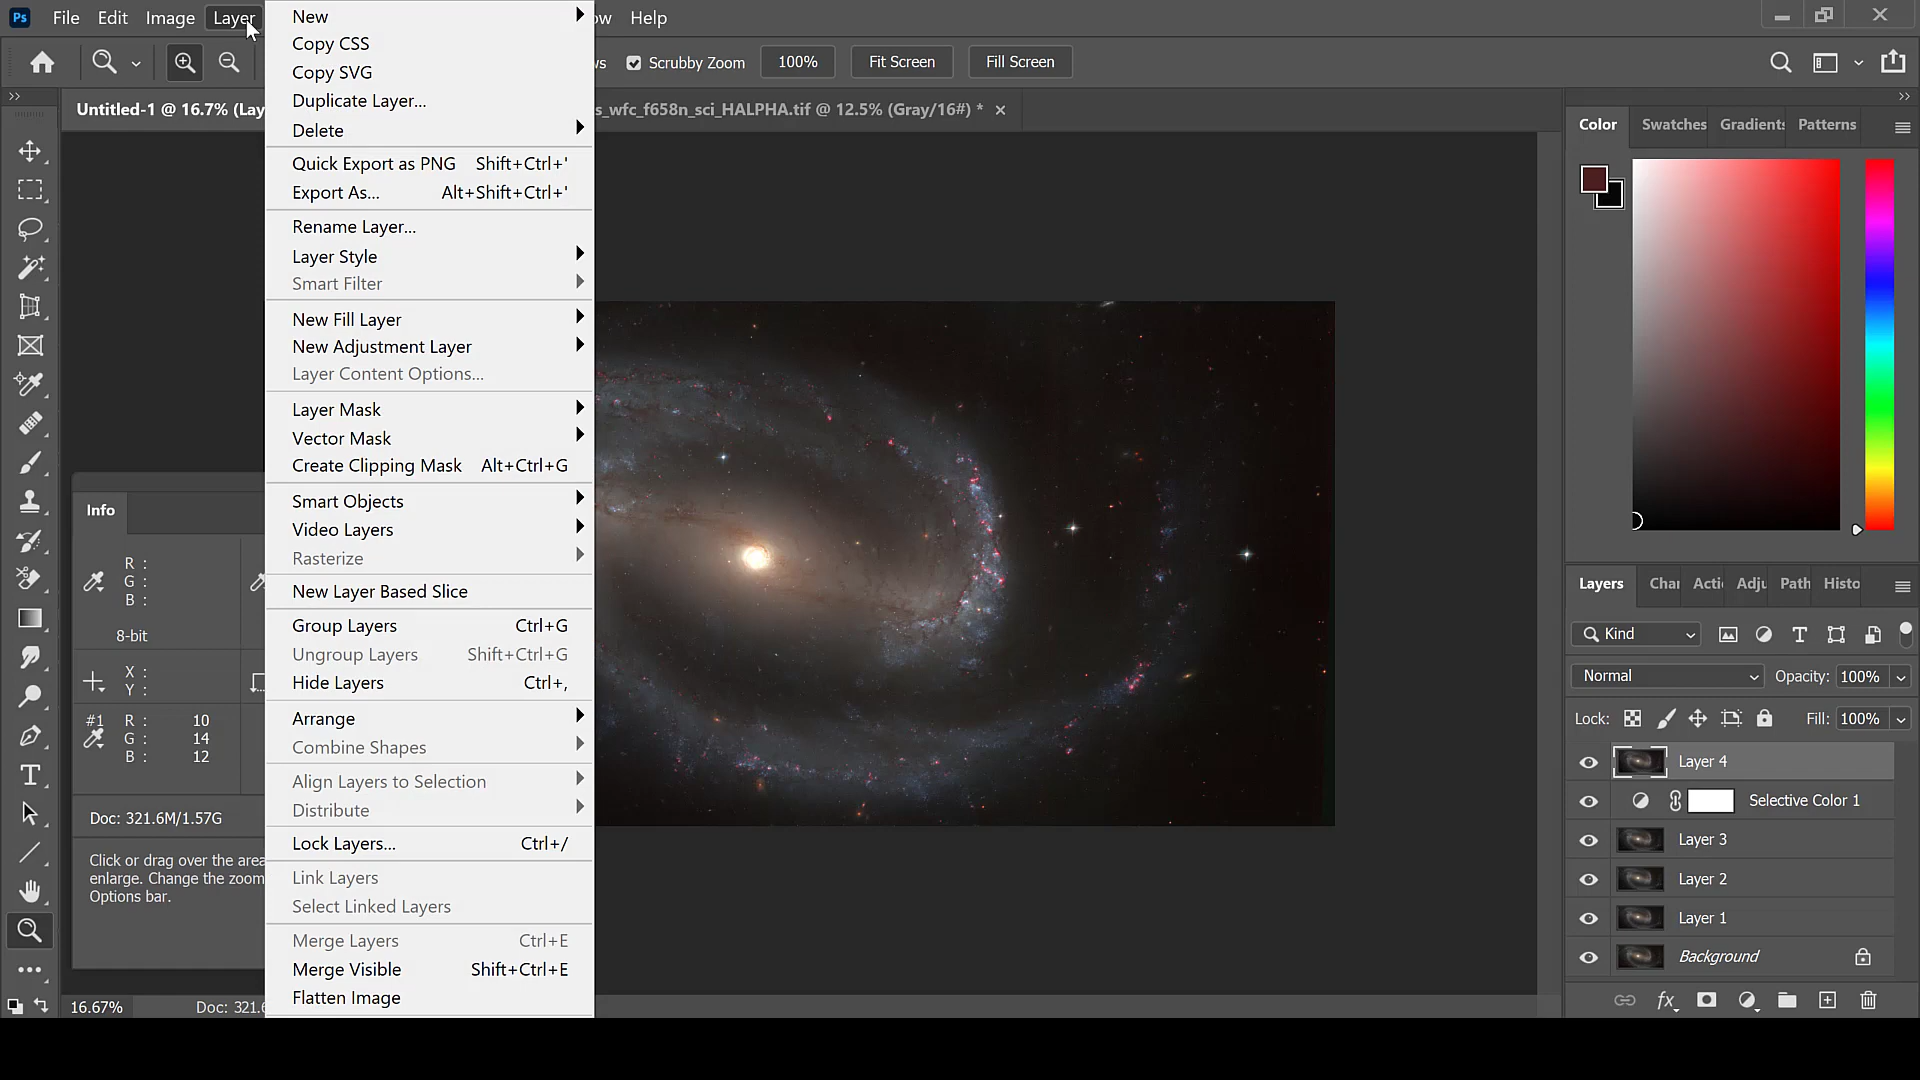 Ps File Edit Image Layer ow Help
ws Scrubby Zoom 100% Fit Screen Fill Screen
Untitled-1 @ 16.7% (Lay s_wfc_f658n_sci_HALPHA.tif @ 12.5% (Gray/16#) *
New
Copy CSS
Copy SVG
Duplicate Layer...
Delete
Quick Export as PNG Shift+Ctrl+'
Export As... Alt+Shift+Ctrl+'
Rename Layer...
Layer Style
Smart Filter
New Fill Layer
New Adjustment Layer
Layer Content Options...
Layer Mask
Vector Mask
Create Clipping Mask Alt+Ctrl+G
Smart Objects
Video Layers
Rasterize
New Layer Based Slice
Group Layers Ctrl+G
Ungroup Layers Shift+Ctrl+G
Hide Layers Ctrl+,
Arrange
Combine Shapes
Align Layers to Selection
Distribute
Lock Layers... Ctrl+/
Link Layers
Select Linked Layers
Merge Layers Ctrl+E
Merge Visible Shift+Ctrl+E
Flatten Image
Info
R :
G :
B :
8-bit
X :
Y :
#1 R : 10
G : 14
B : 12
Doc: 321.6M/1.57G
Click or drag over the area
enlarge. Change the zoom
Options bar.
16.67% Doc: 321.6
Color Swatches Gradients Patterns
Layers Char Acti Adju Path Histo
Kind
Normal Opacity: 100%
Lock: Fill: 100%
Layer 4
Selective Color 1
Layer 3
Layer 2
Layer 1
Background